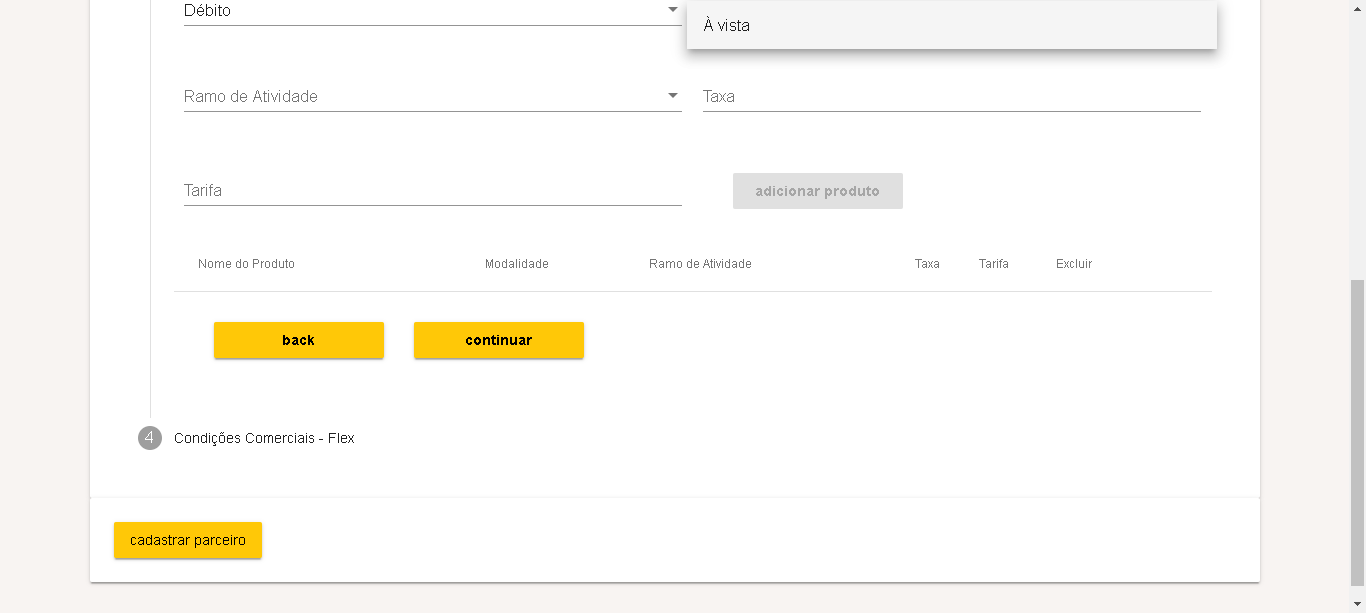 Débito
À vista
Ramo de Atividade
Taxa
Tarifa
adicionar produto
Nome do Produto Modalidade Ramo de Atividade Taxa Tarifa Excluir
back
continuar
4 Condições Comerciais - Flex
cadastrar parceiro